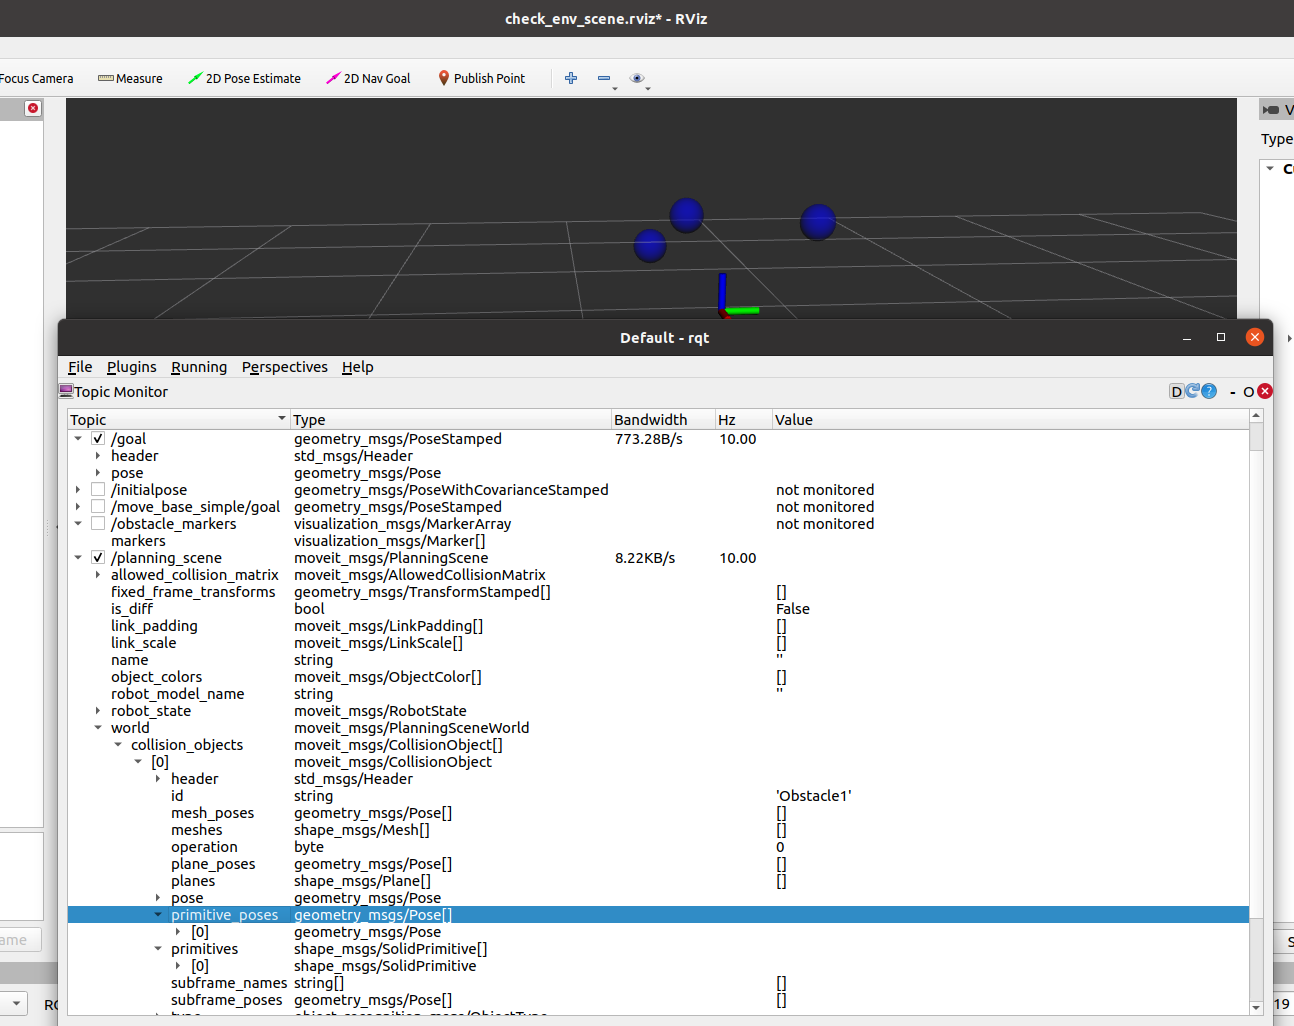 check_env_scene.rviz* - RViz
Focus Camera Measure 2D Pose Estimate 2D Nav Goal Publish Point
Type
Default - rqt
File Plugins Running Perspectives Help
Topic Monitor D ? - O
Topic Type Bandwidth Hz Value
/goal geometry_msgs/PoseStamped 773.28B/s 10.00
header std_msgs/Header
pose geometry_msgs/Pose
/initialpose geometry_msgs/PoseWithCovarianceStamped not monitored
/move_base_simple/goal geometry_msgs/PoseStamped not monitored
/obstacle_markers visualization_msgs/MarkerArray not monitored
markers visualization_msgs/Marker[]
/planning_scene moveit_msgs/PlanningScene 8.22KB/s 10.00
allowed_collision_matrix moveit_msgs/AllowedCollisionMatrix
fixed_frame_transforms geometry_msgs/TransformStamped[] []
is_diff bool False
link_padding moveit_msgs/LinkPadding[] []
link_scale moveit_msgs/LinkScale[] []
name string ''
object_colors moveit_msgs/ObjectColor[] []
robot_model_name string ''
robot_state moveit_msgs/RobotState
world moveit_msgs/PlanningSceneWorld
collision_objects moveit_msgs/CollisionObject[]
[0] moveit_msgs/CollisionObject
header std_msgs/Header
id string 'Obstacle1'
mesh_poses geometry_msgs/Pose[] []
meshes shape_msgs/Mesh[] []
operation byte 0
plane_poses geometry_msgs/Pose[] []
planes shape_msgs/Plane[] []
pose geometry_msgs/Pose
primitive_poses geometry_msgs/Pose[]
[0] geometry_msgs/Pose
primitives shape_msgs/SolidPrimitive[]
[0] shape_msgs/SolidPrimitive
subframe_names string[] []
subframe_poses geometry_msgs/Pose[] []
19